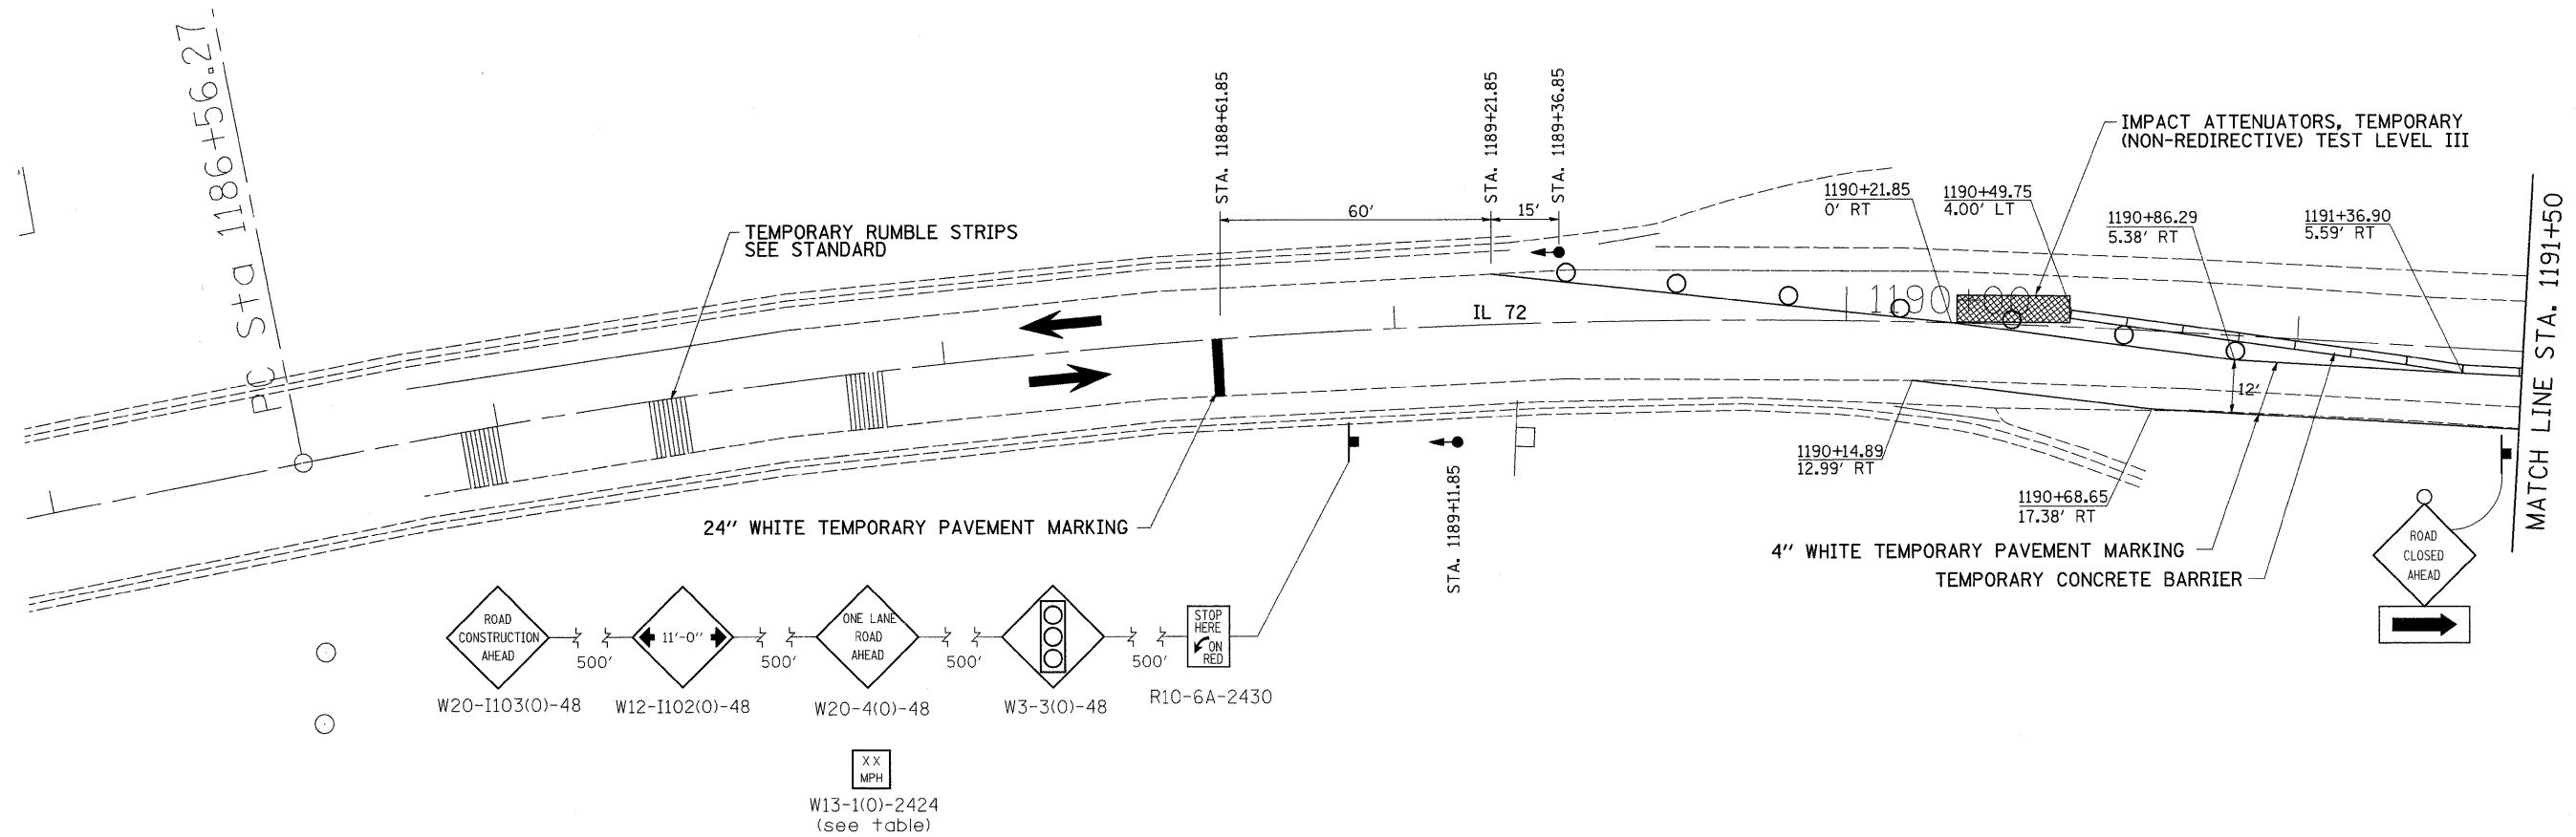 PC Sta 1186+56.27
TEMPORARY RUMBLE STRIPS
SEE STANDARD
STA. 1188+61.85
STA. 1189+21.85
STA. 1189+36.85
60'
15'
IMPACT ATTENUATORS, TEMPORARY
(NON-REDIRECTIVE) TEST LEVEL III
1190+21.85
0' RT
1190+49.75
4.00' LT
1190+86.29
5.38' RT
1191+36.90
5.59' RT
MATCH LINE STA. 1191+50
IL 72
1190+00
12'
1190+14.89
12.99' RT
1190+68.65
17.38' RT
STA. 1189+11.85
24" WHITE TEMPORARY PAVEMENT MARKING
4" WHITE TEMPORARY PAVEMENT MARKING
TEMPORARY CONCRETE BARRIER
ROAD
CLOSED
AHEAD
ROAD
CONSTRUCTION
AHEAD
500'
11'-0"
500'
ONE LANE
ROAD
AHEAD
500'
500'
STOP
HERE
ON
RED
W20-I103(O)-48
W12-I102(O)-48
W20-4(O)-48
W3-3(O)-48
R10-6A-2430
XX
MPH
W13-1(O)-2424
(see table)